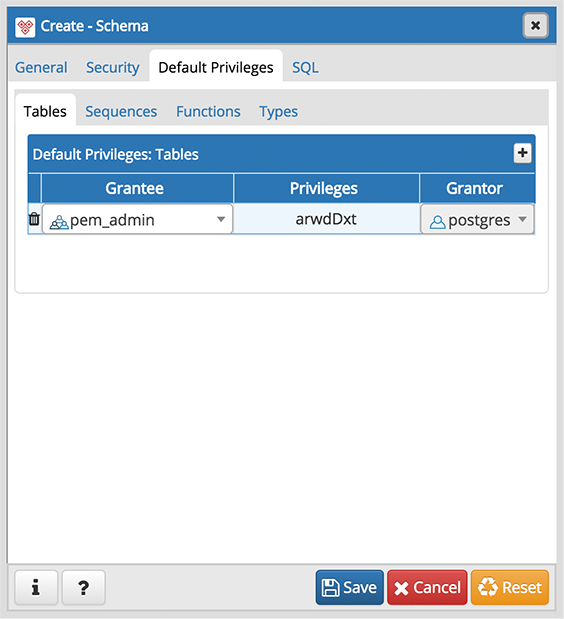 Create - Schema
General Security Default Privileges SQL
Tables Sequences Functions Types
Default Privileges: Tables
Grantee Privileges Grantor
pem_admin arwdDxt postgres
i ? Save Cancel Reset